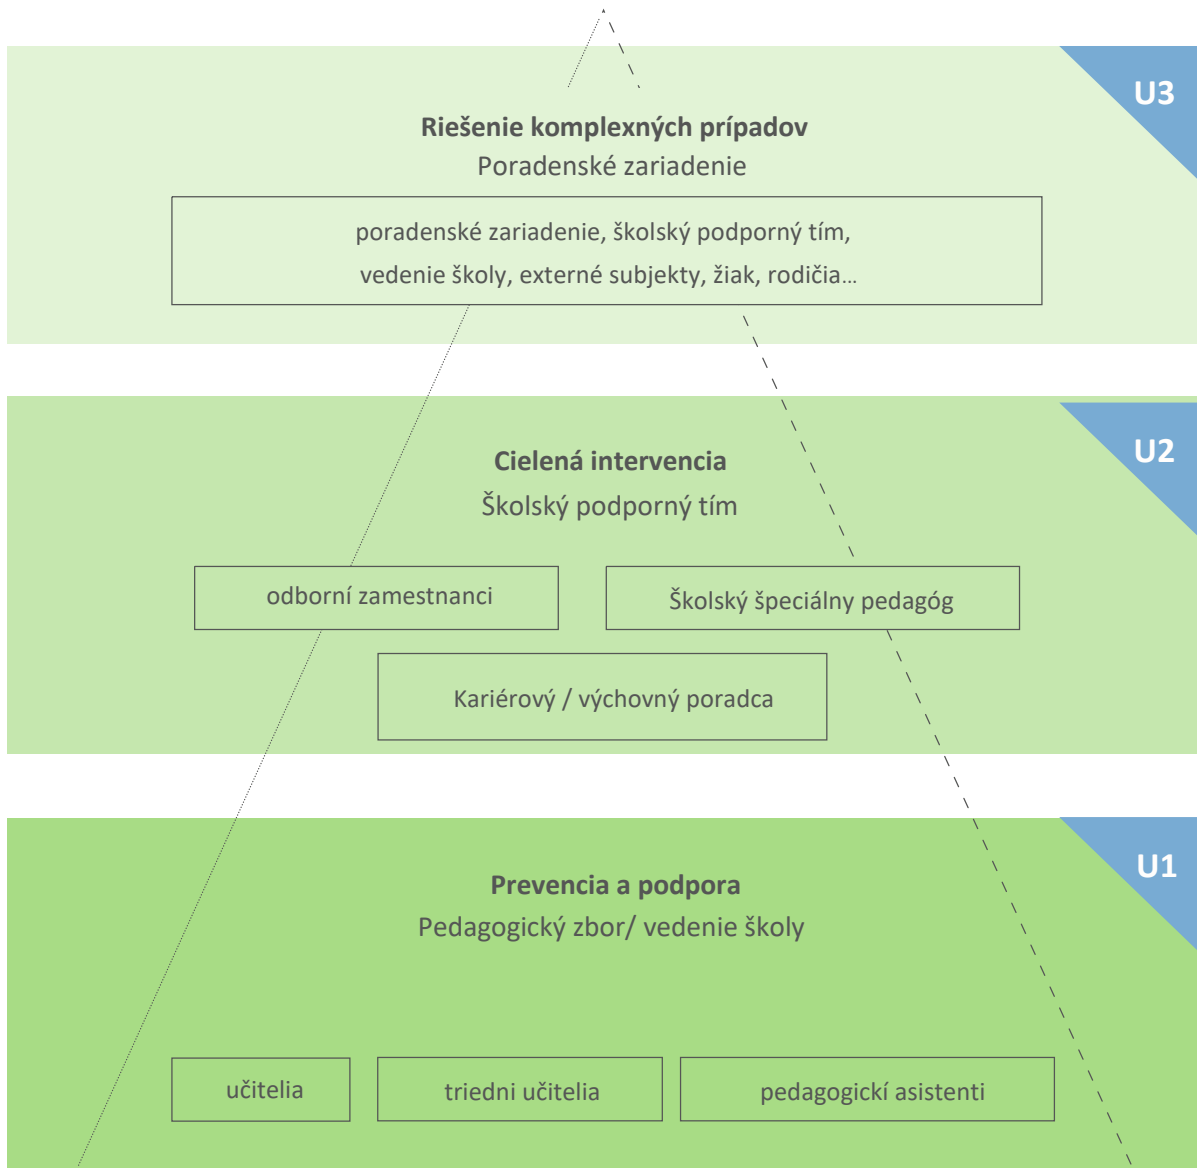 U3
Riešenie komplexných prípadov
Poradenské zariadenie
poradenské zariadenie, školský podporný tím,
vedenie školy, externé subjekty, žiak, rodičia…
U2
Cielená intervencia
Školský podporný tím
odborní zamestnanci
Školský špeciálny pedagóg
Kariérový / výchovný poradca
U1
Prevencia a podpora
Pedagogický zbor/ vedenie školy
učitelia
triedni učitelia
pedagogickí asistenti